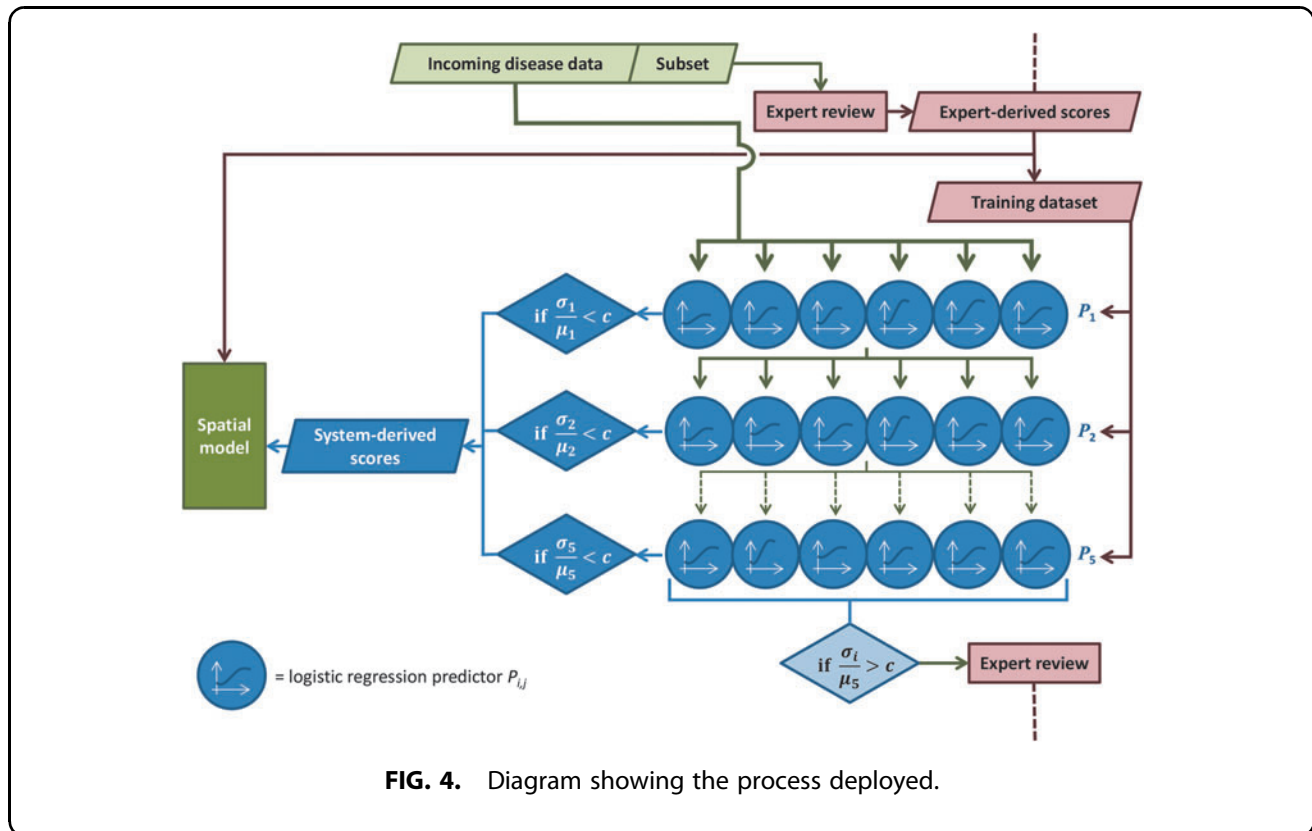 Incoming disease data
Subset
Expert review
Expert-derived scores
Training dataset
if σ₁/μ₁ < c
P₁
Spatial
model
System-derived
scores
if σ₂/μ₂ < c
P₂
if σ₅/μ₅ < c
P₅
if σᵢ/μ₅ > c
Expert review
= logistic regression predictor Pᵢ,ⱼ
FIG. 4. Diagram showing the process deployed.